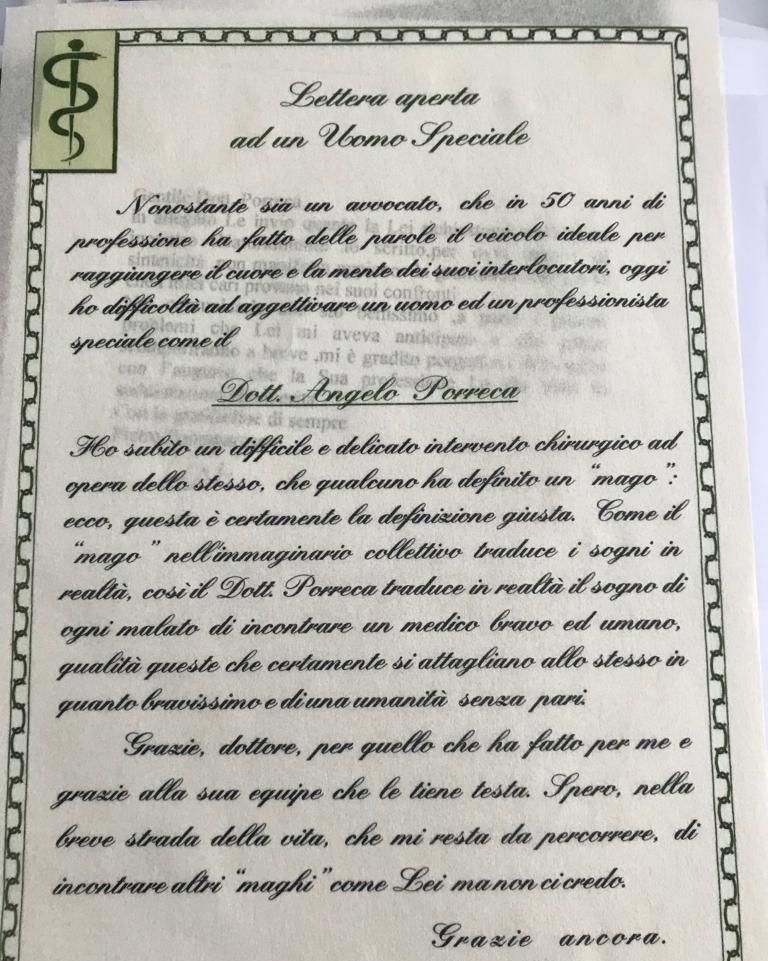 Lettera aperta
ad un Uomo Speciale
Nonostante sia un avvocato, che in 50 anni di
professione ha fatto delle parole il veicolo ideale per
raggiungere il cuore e la mente dei suoi interlocutori, oggi
ho difficoltà ad aggettivare un uomo ed un professionista
speciale come il
Dott. Angelo Porreca
Ho subito un difficile e delicato intervento chirurgico ad
opera dello stesso, che qualcuno ha definito un “mago”:
ecco, questa è certamente la definizione giusta. Come il
“mago” nell'immaginario collettivo traduce i sogni in
realtà, così il Dott. Porreca traduce in realtà il sogno di
ogni malato di incontrare un medico bravo ed umano,
qualità queste che certamente si attagliano allo stesso in
quanto bravissimo e di una umanità senza pari.
Grazie, dottore, per quello che ha fatto per me e
grazie alla sua equipe che le tiene testa. Spero, nella
breve strada della vita, che mi resta da percorrere, di
incontrare altri “maghi” come Lei ma non ci credo.
Grazie ancora.